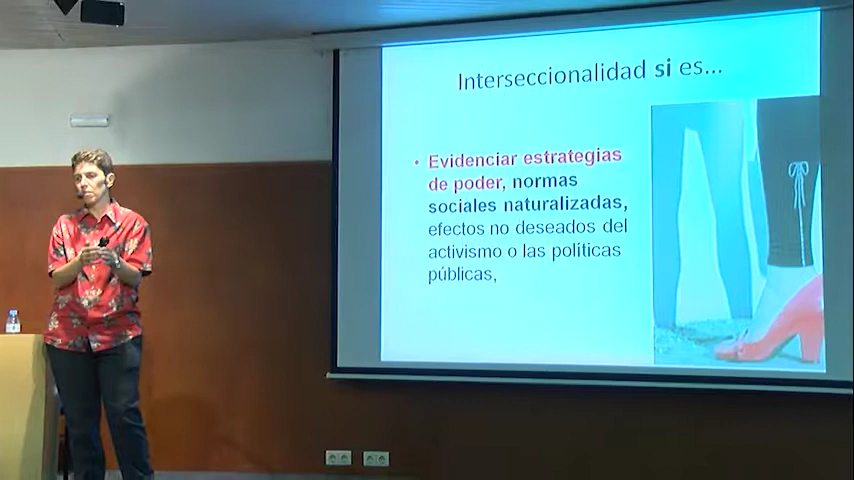 Interseccionalidad si es...
• Evidenciar estrategias
de poder, normas
sociales naturalizadas,
efectos no deseados del
activismo o las políticas
públicas,